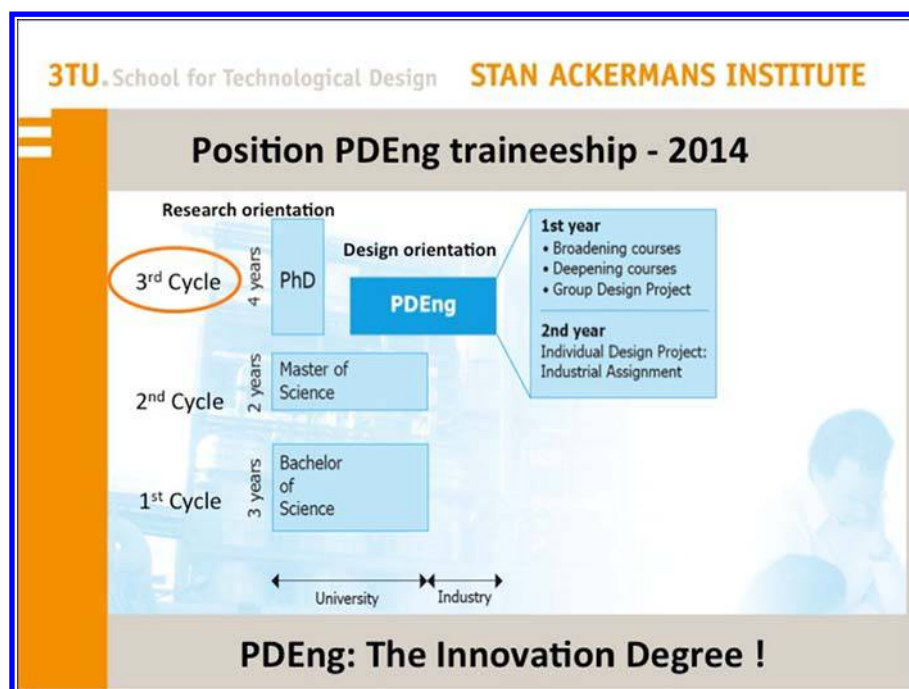 3TU. School for Technological Design STAN ACKERMANS INSTITUTE
Position PDEng traineeship - 2014
Research orientation
Design orientation
3rd Cycle
4 years
PhD
PDEng
1st year
• Broadening courses
• Deepening courses
• Group Design Project
2nd year
Individual Design Project:
Industrial Assignment
2nd Cycle
2 years
Master of
Science
1st Cycle
3 years
Bachelor
of
Science
University
Industry
PDEng: The Innovation Degree !